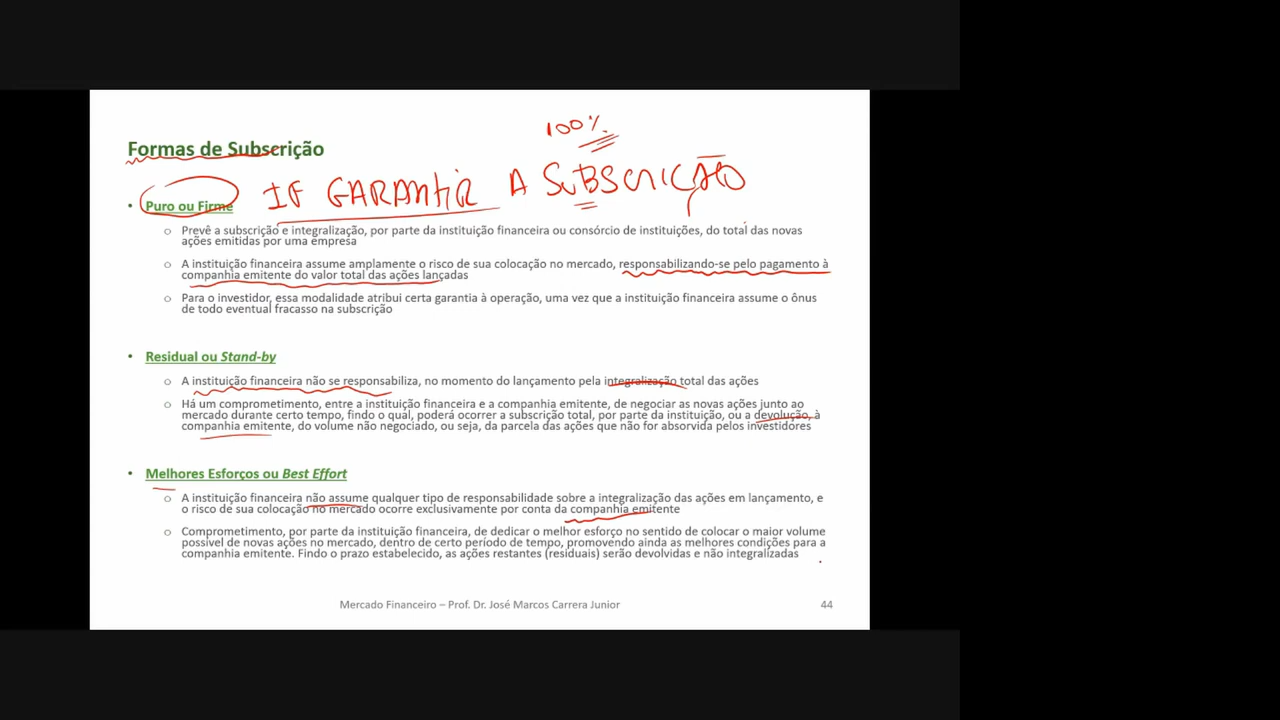 100%
Formas de Subscrição
IF GARANTIR A SUBSCRIÇÃO
• Puro ou Firme
o Prevê a subscrição e integralização, por parte da instituição financeira ou consórcio de instituições, do total das novas
ações emitidas por uma empresa
o A instituição financeira assume amplamente o risco de sua colocação no mercado, responsabilizando-se pelo pagamento à
companhia emitente do valor total das ações lançadas
o Para o investidor, essa modalidade atribui certa garantia à operação, uma vez que a instituição financeira assume o ônus
de todo eventual fracasso na subscrição
• Residual ou Stand-by
o A instituição financeira não se responsabiliza, no momento do lançamento pela integralização total das ações
o Há um comprometimento, entre a instituição financeira e a companhia emitente, de negociar as novas ações junto ao
mercado durante certo tempo, findo o qual, poderá ocorrer a subscrição total, por parte da instituição, ou a devolução, à
companhia emitente, do volume não negociado, ou seja, da parcela das ações que não for absorvida pelos investidores
• Melhores Esforços ou Best Effort
o A instituição financeira não assume qualquer tipo de responsabilidade sobre a integralização das ações em lançamento, e
o risco de sua colocação no mercado ocorre exclusivamente por conta da companhia emitente
o Comprometimento, por parte da instituição financeira, de dedicar o melhor esforço no sentido de colocar o maior volume
possível de novas ações no mercado, dentro de certo período de tempo, promovendo ainda as melhores condições para a
companhia emitente. Findo o prazo estabelecido, as ações restantes (residuais) serão devolvidas e não integralizadas
Mercado Financeiro – Prof. Dr. José Marcos Carrera Junior
44